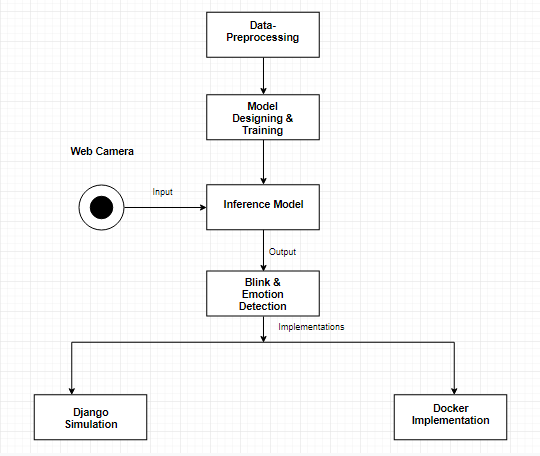 Data-
Preprocessing
Model
Designing &
Training
Web Camera
Input
Inference Model
Output
Blink &
Emotion
Detection
Implementations
Django
Simulation
Docker
Implementation